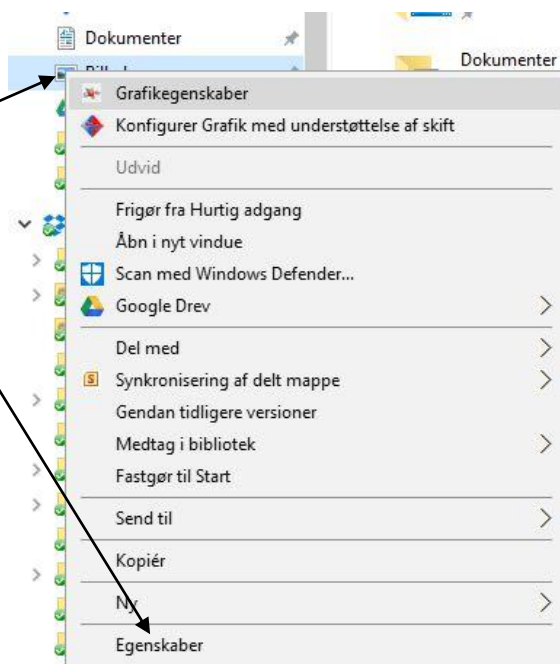 Dokumenter
Dokumenter
Grafikegenskaber
Konfigurer Grafik med understøttelse af skift
Udvid
Frigør fra Hurtig adgang
Åbn i nyt vindue
Scan med Windows Defender...
Google Drev
Del med
Synkronisering af delt mappe
Gendan tidligere versioner
Medtag i bibliotek
Fastgør til Start
Send til
Kopiér
Ny
Egenskaber